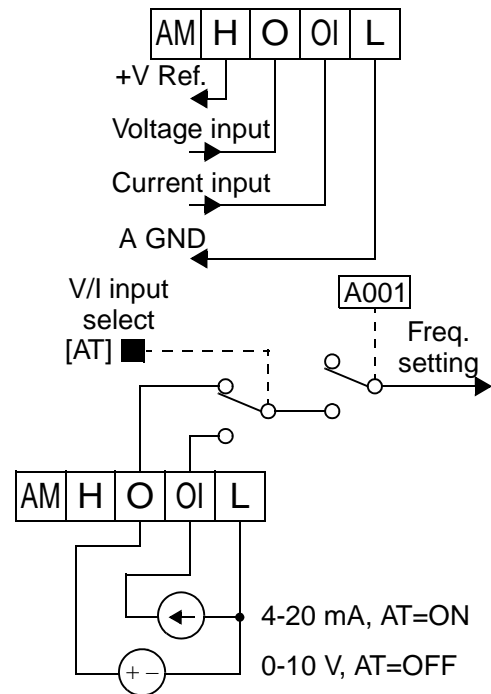 AM H O OI L
+V Ref.
Voltage input
Current input
A GND
V/I input
select
[AT]
A001
Freq.
setting
AM H O OI L
4-20 mA, AT=ON
+ −
0-10 V, AT=OFF